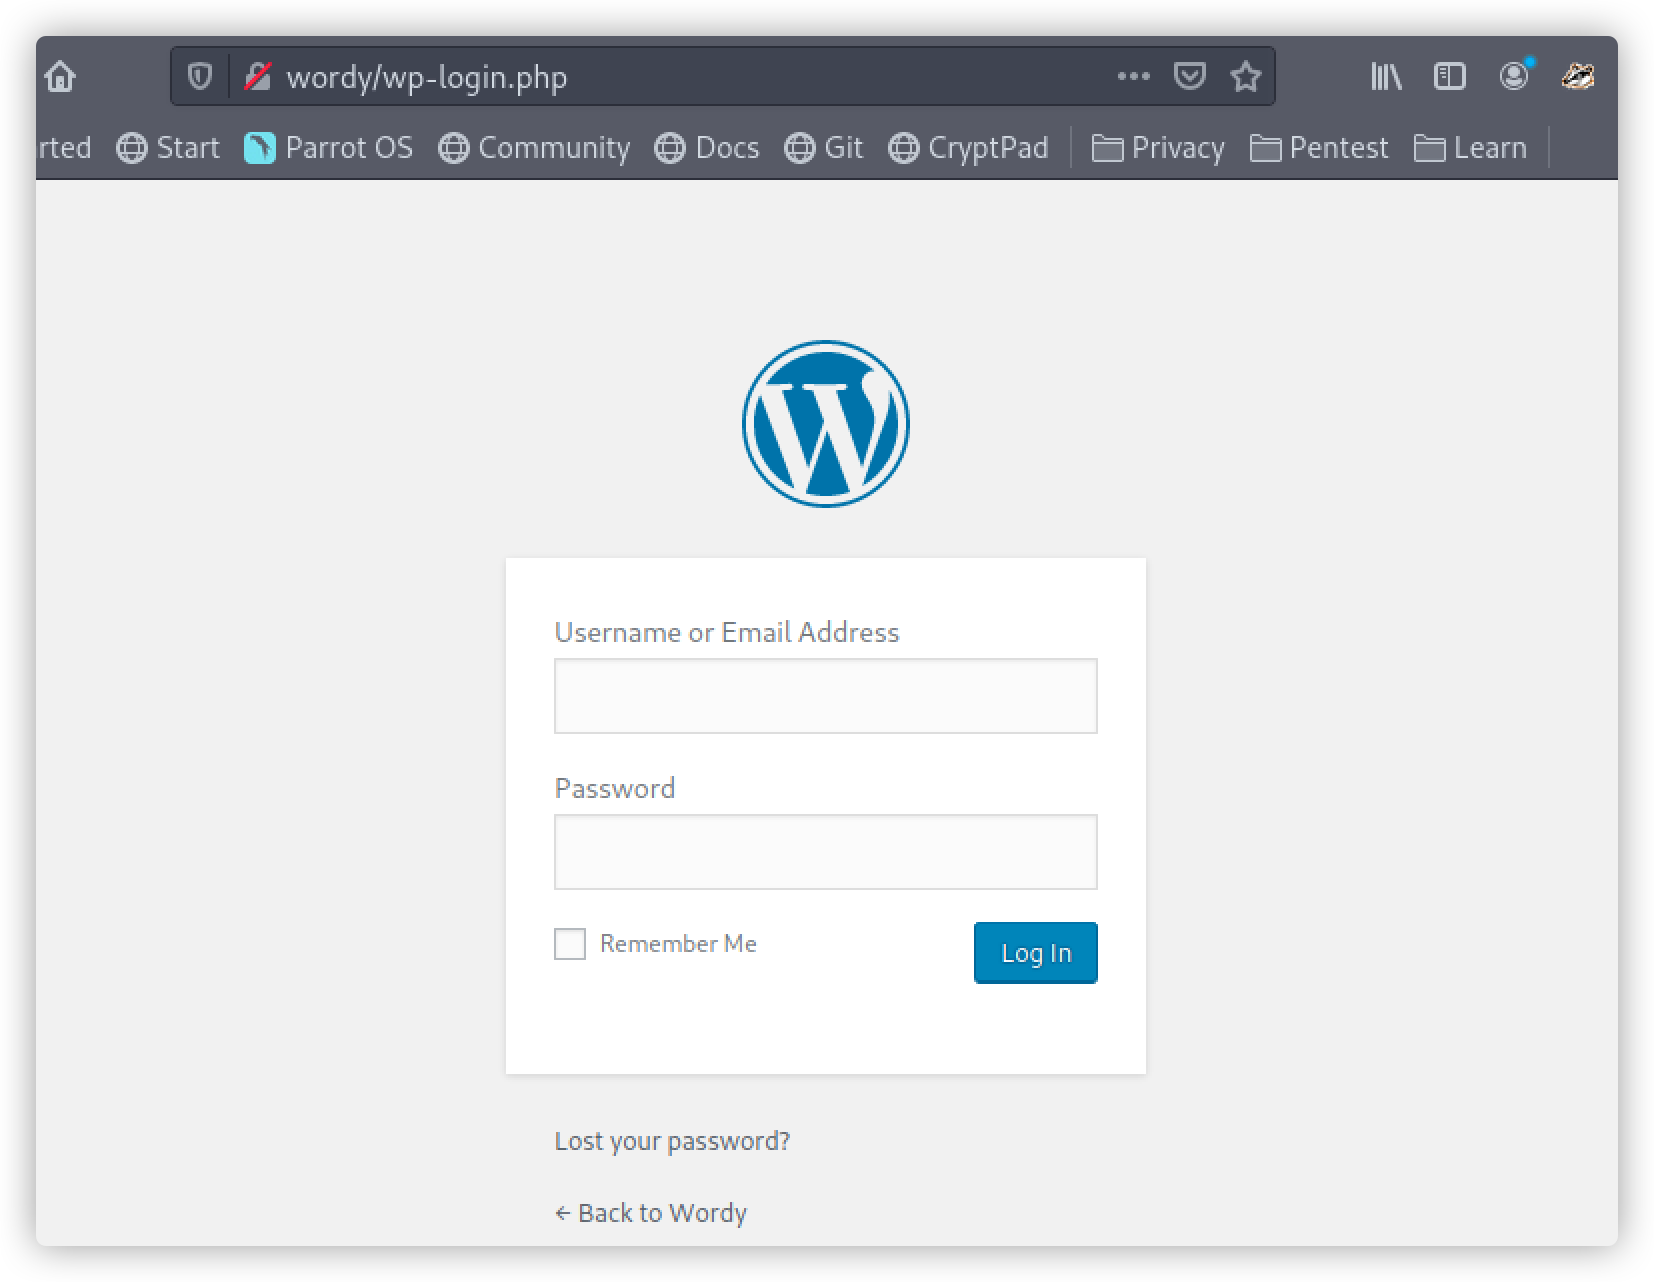 wordy/wp-login.php
rted Start Parrot OS Community Docs Git CryptPad Privacy Pentest Learn
Username or Email Address
Password
Remember Me Log In
Lost your password?
← Back to Wordy